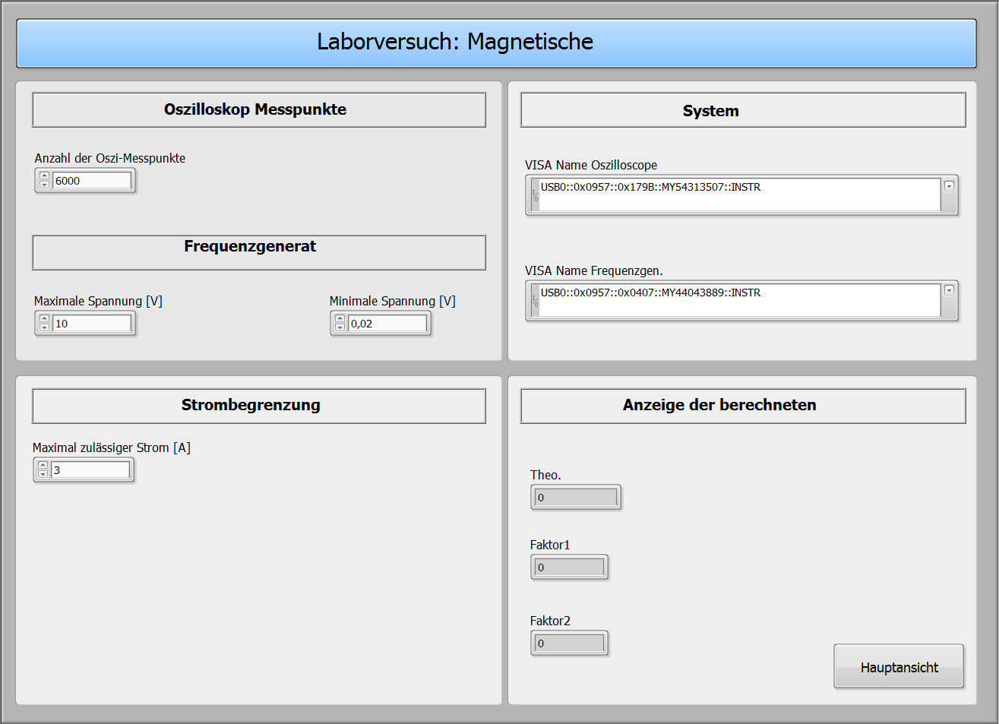 Laborversuch: Magnetische
Oszilloskop Messpunkte
Anzahl der Oszi-Messpunkte
6000
Frequenzgenerat
Maximale Spannung [V]
Minimale Spannung [V]
10
0,02
System
VISA Name Oszilloscope
I/0
USB0::0x0957::0x179B::MY54313507::INSTR
VISA Name Frequenzgen.
I/0
USB0::0x0957::0x0407::MY44043889::INSTR
Strombegrenzung
Maximal zulässiger Strom [A]
3
Anzeige der berechneten
Theo.
0
Faktor1
0
Faktor2
0
Hauptansicht